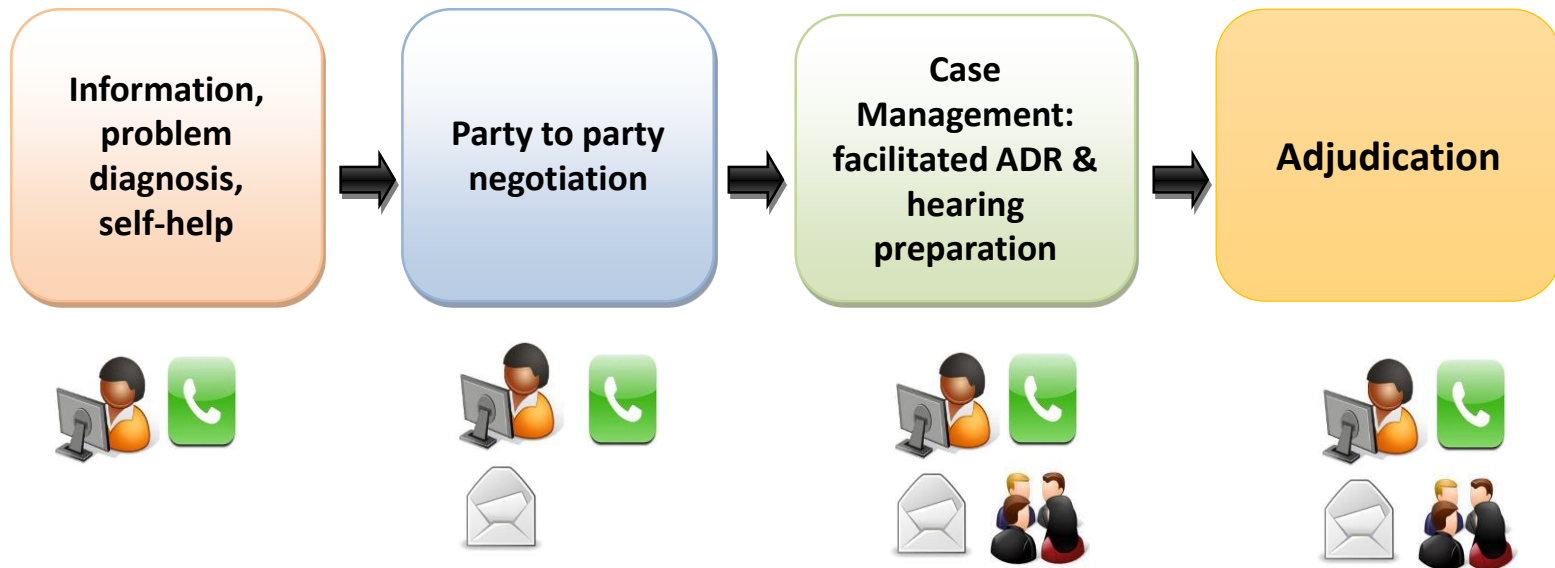 Information,
problem
diagnosis,
self-help
Party to party
negotiation
Case
Management:
facilitated ADR &
hearing
preparation
Adjudication